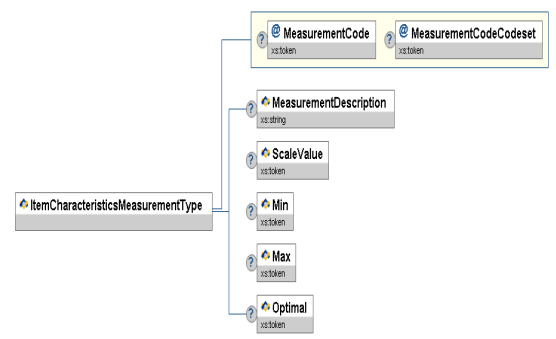 ? @ MeasurementCode
xs:token
? @ MeasurementCodeCodeset
xs:token
? MeasurementDescription
xs:string
? ScaleValue
xs:token
ItemCharacteristicsMeasurementType
? Min
xs:token
? Max
xs:token
? Optimal
xs:token